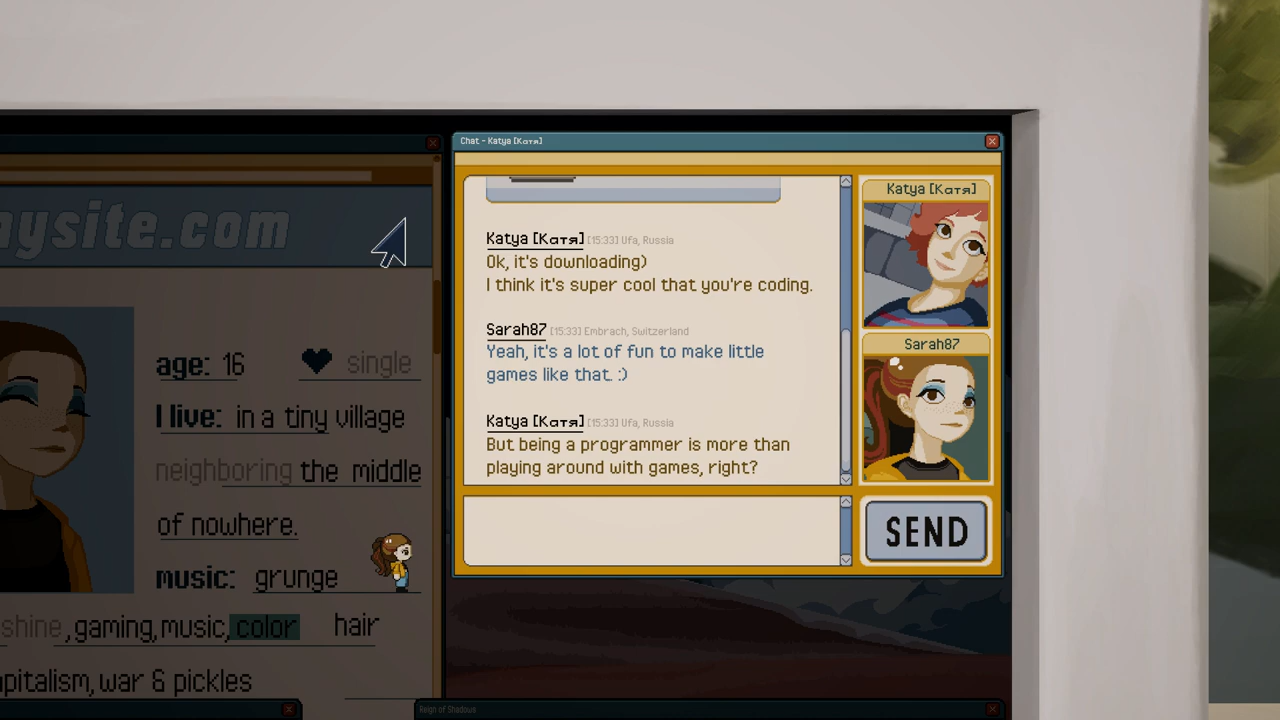 Chat - Katya [Катя]
aysite.com
age: 16
single
I live: in a tiny village
neighboring the middle
of nowhere.
music: grunge
shine, gaming, music, color hair
pitalism, war & pickles
Katya [Катя] [15:33] Ufa, Russia
Ok, it's downloading)
I think it's super cool that you're coding.
Sarah87 [15:33] Embrach, Switzerland
Yeah, it's a lot of fun to make little
games like that. :)
Katya [Катя] [15:33] Ufa, Russia
But being a programmer is more than
playing around with games, right?
Katya [Катя]
Sarah87
SEND
Reign of Shadows